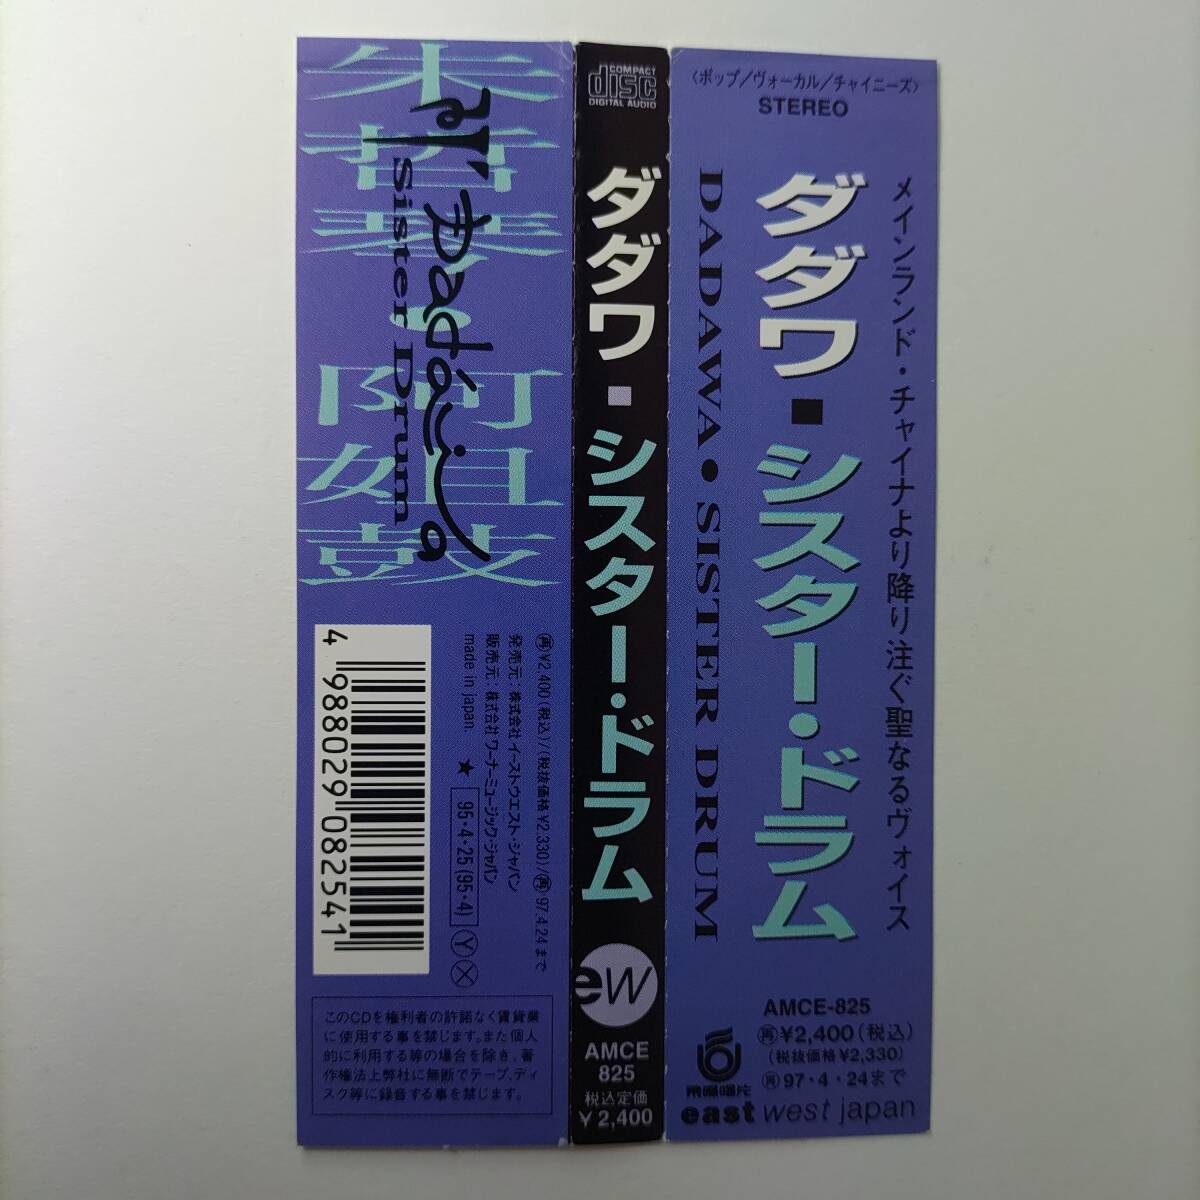 〈ポップ/ヴォーカル/チャイニーズ〉
STEREO
メインランド・チャイナより降り注ぐ聖なるヴォイス
ダダワ■シスター・ドラム
DADAWA●SISTER DRUM
AMCE-825
㊞¥2,400(税込)
(税抜価格¥2,330)
97・4・24まで
飛碟唱片
east west japan
COMPACT
disc
DIGITAL AUDIO
ダダワ■シスター・ドラム
ew
AMCE
825
税込定価
¥2,400
朱哲琴・阿姐鼓
Dadáwa
Sister Drum
再¥2,400(税込)/(税抜価格¥2,330)/再97.4.24まで
発売元:株式会社イーストウエスト・ジャパン
販売元:株式会社ワーナーミュージック・ジャパン
made in japan.
★
95・4・25(95・4)
Y
X
4 988029 082541
このCDを権利者の許諾なく賃貸業
に使用する事を禁じます。また個人
的に利用する等の場合を除き、著
作権法上弊社に無断でテープ、ディ
スク等に録音する事を禁じます。